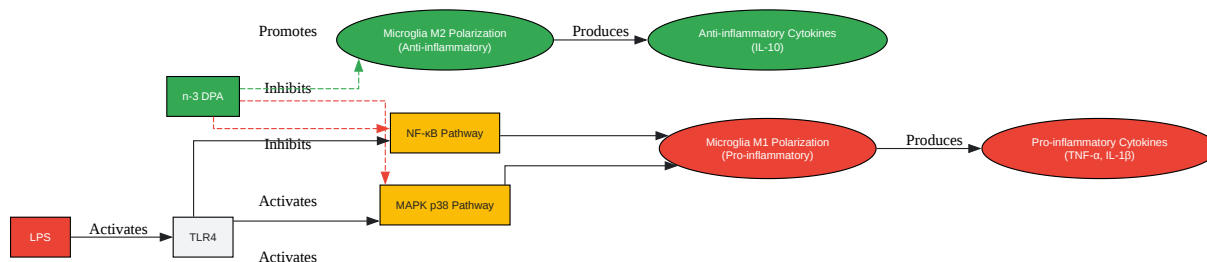 Promotes
Microglia M2 Polarization
(Anti-inflammatory)
Produces
Anti-inflammatory Cytokines
(IL-10)
n-3 DPA
Inhibits
NF-κB Pathway
Inhibits
Microglia M1 Polarization
(Pro-inflammatory)
Produces
Pro-inflammatory Cytokines
(TNF-α, IL-1β)
MAPK p38 Pathway
Activates
LPS
Activates
TLR4
Activates